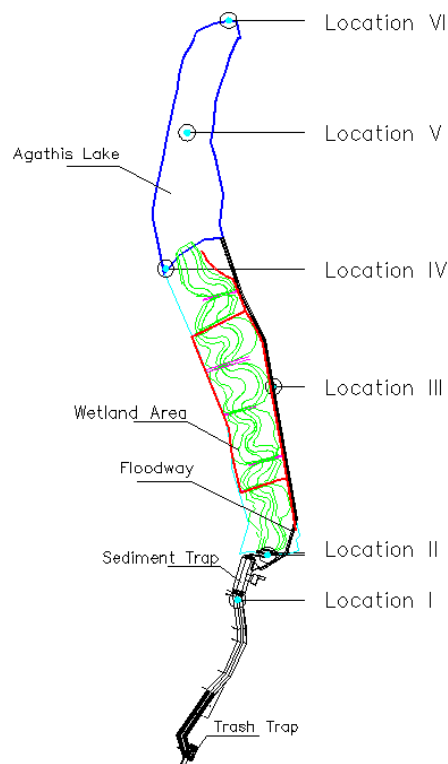 Location VI
Location V
Agathis Lake
Location IV
Location III
Wetland Area
Floodway
Location II
Sediment Trap
Location I
Trash Trap